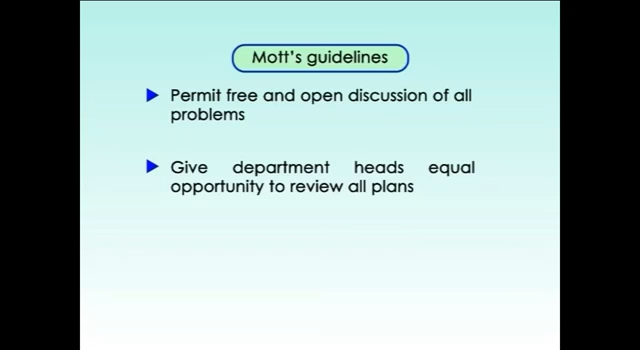 Mott's guidelines
Permit free and open discussion of all
problems
Give department heads equal
opportunity to review all plans